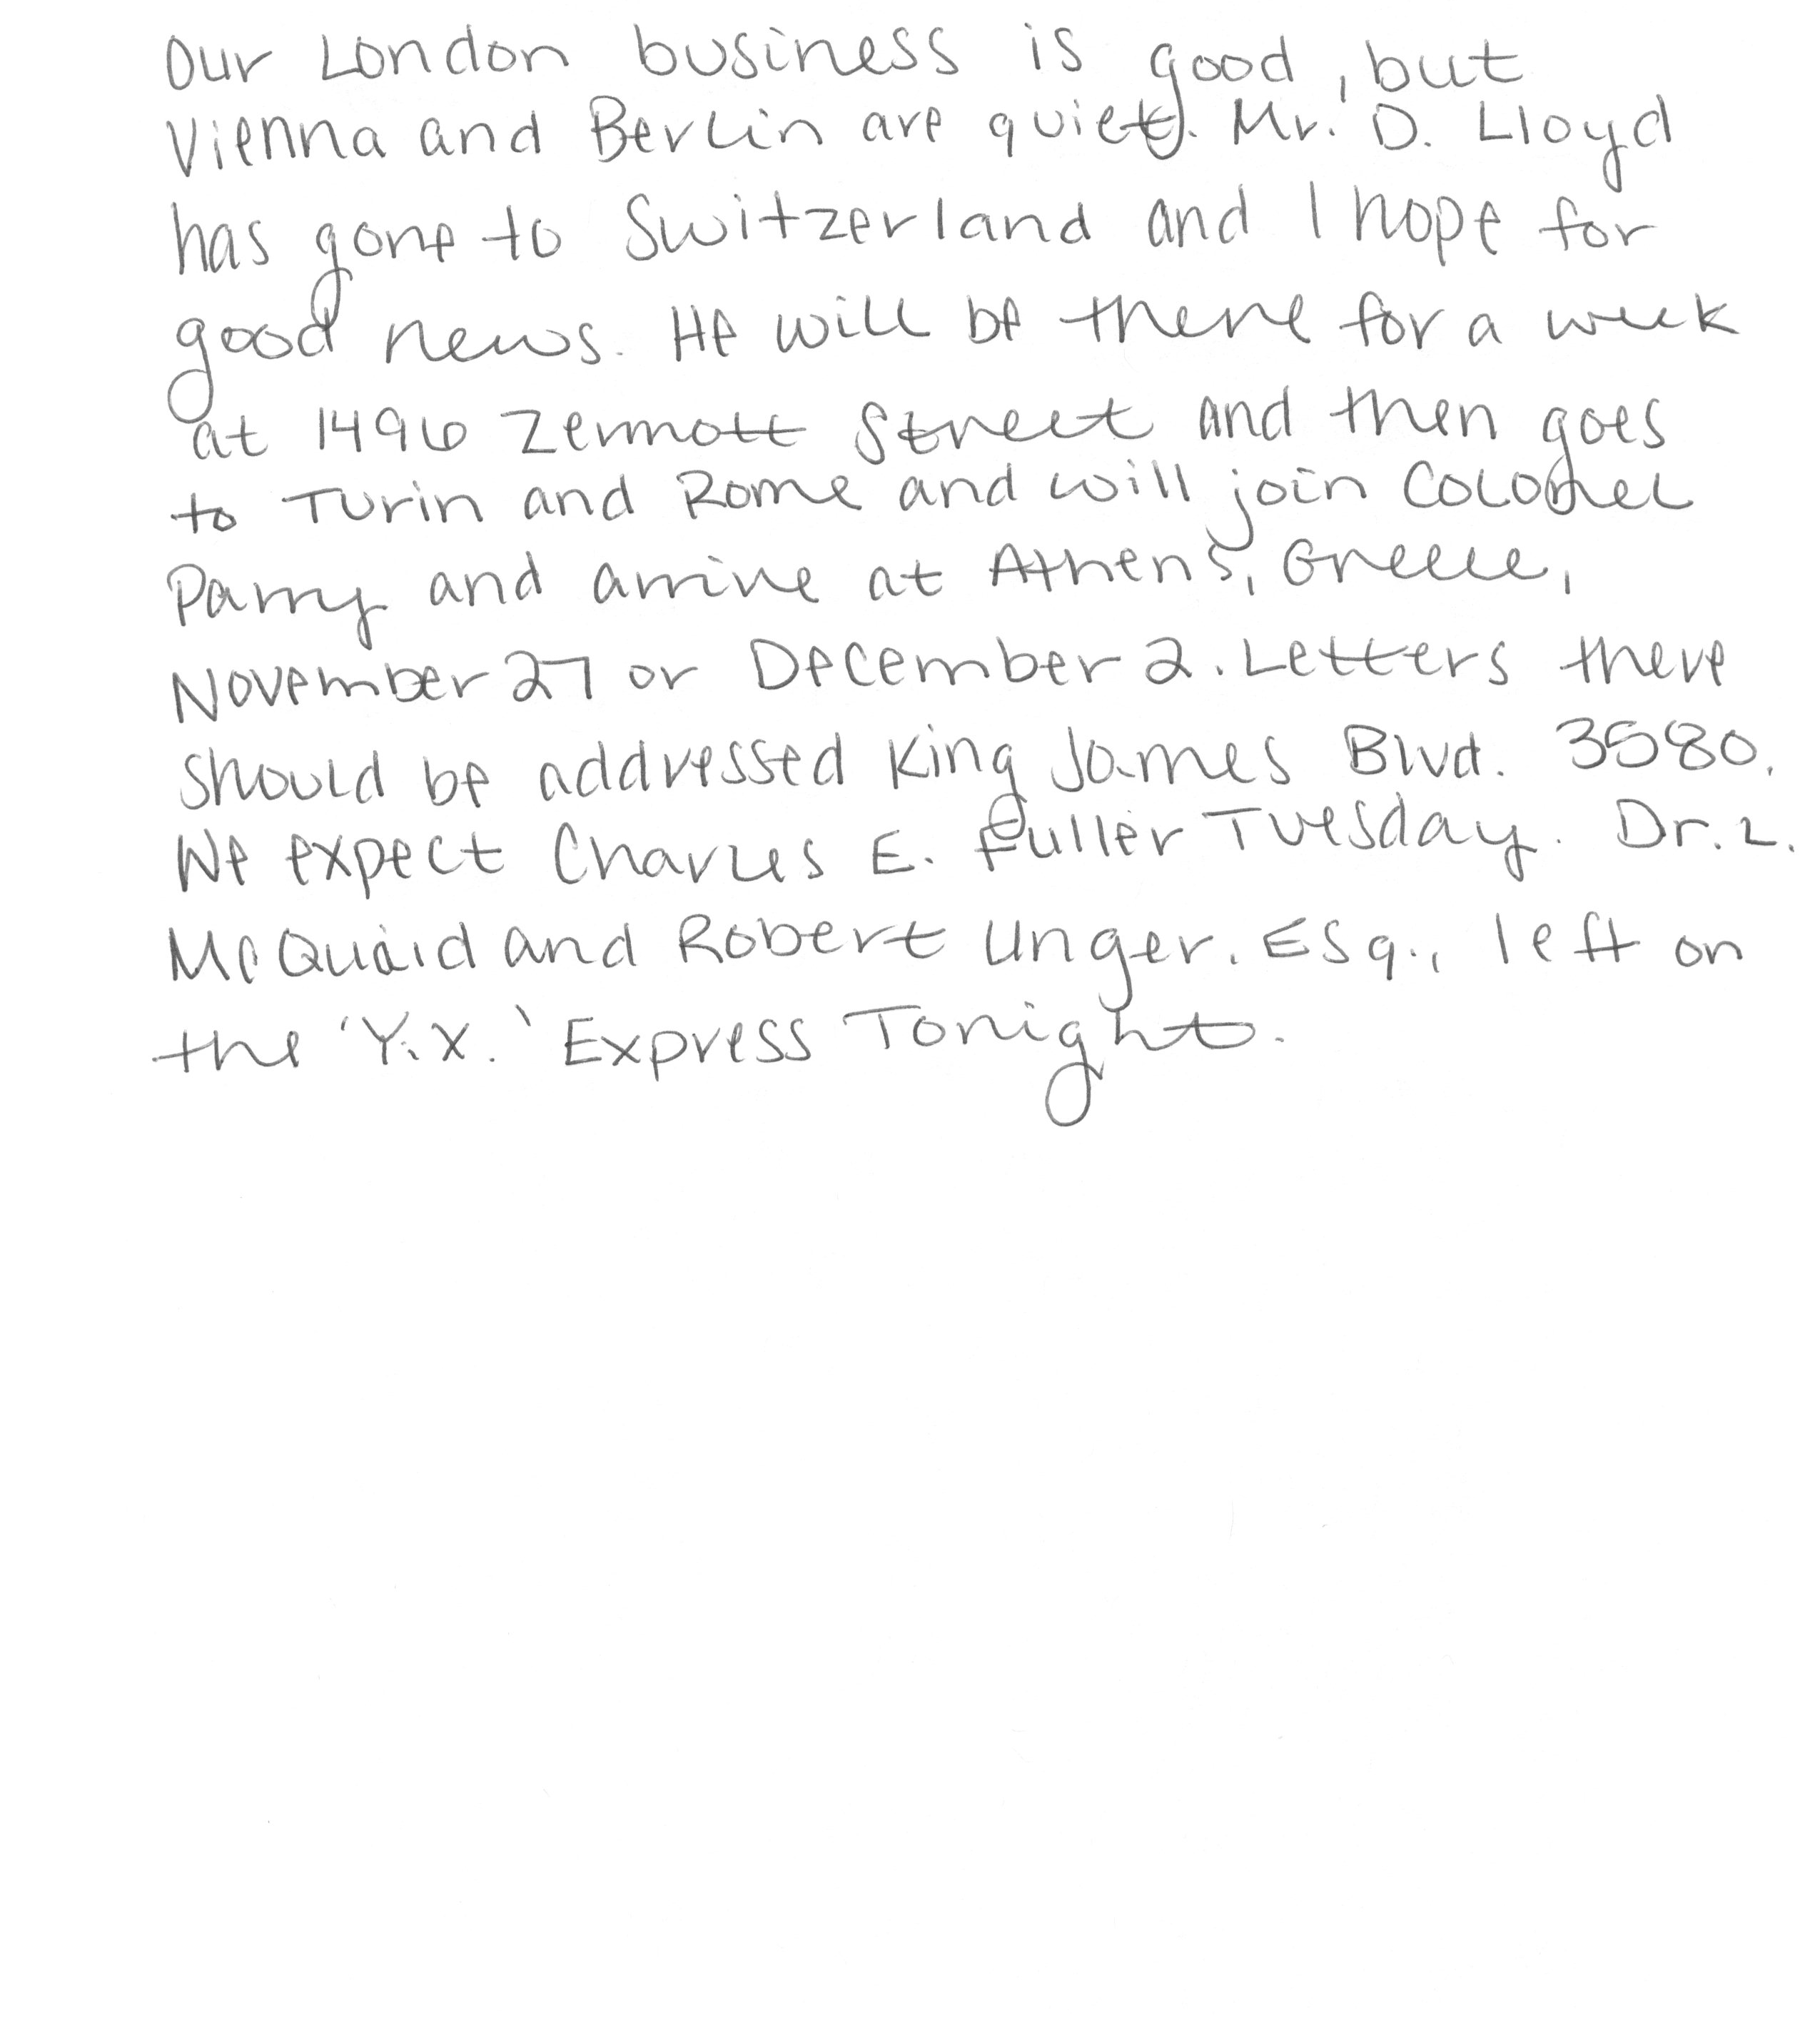 Our London business is good, but
Vienna and Berlin are quiet. Mr. D. Lloyd
has gone to Switzerland and I hope for
good news. He will be there for a week
at 1496 Zermott Street and then goes
to Turin and Rome and will join Colonel
Parry and arrive at Athens, Greece,
November 27 or December 2. Letters there
should be addressed King James Blvd. 3580.
We expect Charles E. Fuller Tuesday. Dr. L.
McQuaid and Robert Unger, Esq., left on
the 'Y.X.' Express Tonight.